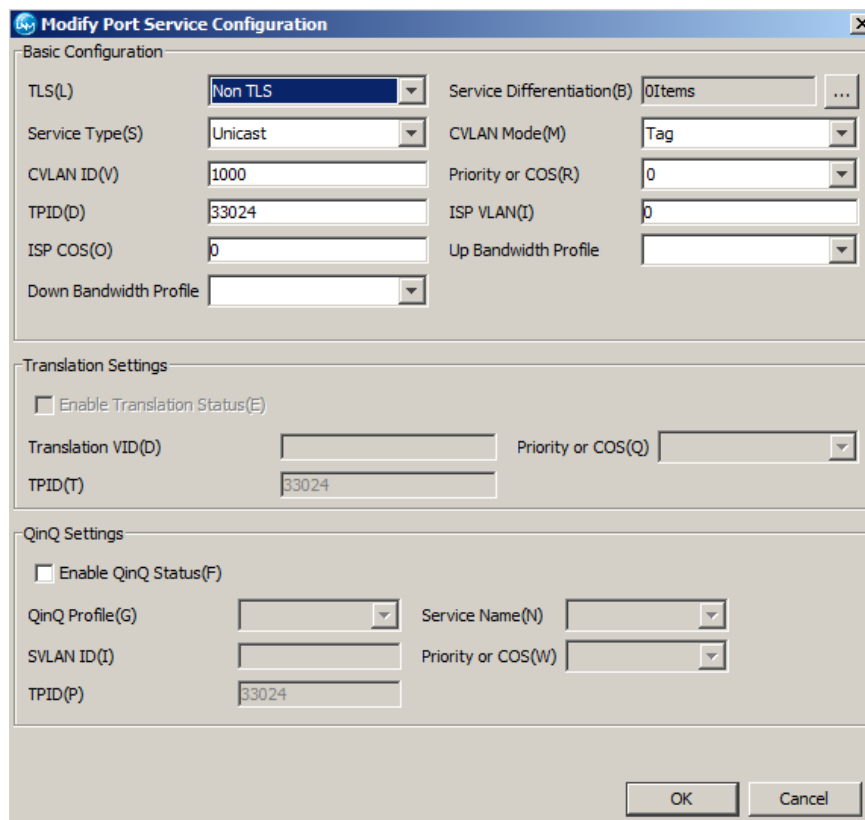 Modify Port Service Configuration
Basic Configuration
TLS(L) Non TLS Service Differentiation(B) 0Items ...
Service Type(S) Unicast CVLAN Mode(M) Tag
CVLAN ID(V) 1000 Priority or COS(R) 0
TPID(D) 33024 ISP VLAN(I) 0
ISP COS(O) 0 Up Bandwidth Profile
Down Bandwidth Profile
Translation Settings
Enable Translation Status(E)
Translation VID(D) Priority or COS(Q)
TPID(T) 33024
QinQ Settings
Enable QinQ Status(F)
QinQ Profile(G) Service Name(N)
SVLAN ID(I) Priority or COS(W)
TPID(P) 33024
OK Cancel